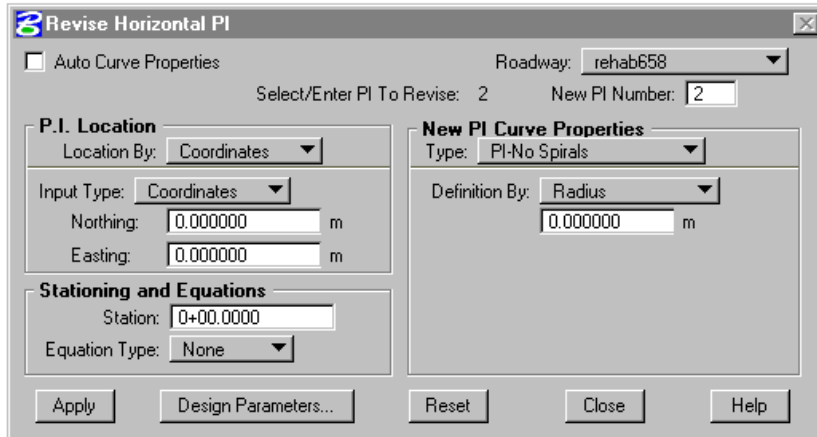 Revise Horizontal PI
Auto Curve Properties
Roadway: rehab658
Select/Enter PI To Revise: 2 New PI Number: 2
P.I. Location
Location By: Coordinates
Input Type: Coordinates
Northing: 0.000000 m
Easting: 0.000000 m
Stationing and Equations
Station: 0+00.0000
Equation Type: None
New PI Curve Properties
Type: PI-No Spirals
Definition By: Radius
0.000000 m
Apply Design Parameters... Reset Close Help